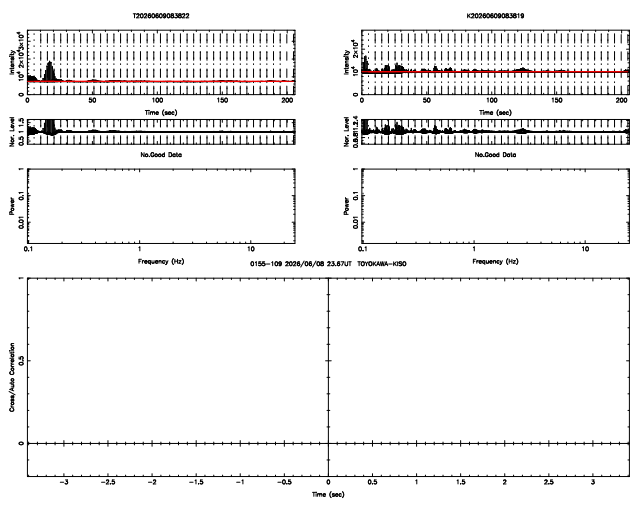 T20260609083822 K20260609083819
Intensity 0 10⁴ 2×10⁴ 3×10⁴ Intensity 0 10⁴ 2×10⁴
0 50 100 150 200 0 50 100 150 200
Time (sec) Time (sec)
Nor. Level 0.5 1 1.5 Nor. Level
No.Good Data No.Good Data
Power 0.01 0.1 1 Power 0.01 0.1 1
0.1 1 10 0.1 1 10
Frequency (Hz) Frequency (Hz)
0155-109 2026/06/08 23.67UT TOYOKAWA-KISO
Cross/Auto Correlation 0 0.5 1
-3 -2.5 -2 -1.5 -1 -0.5 0 0.5 1 1.5 2 2.5 3
Time (sec)